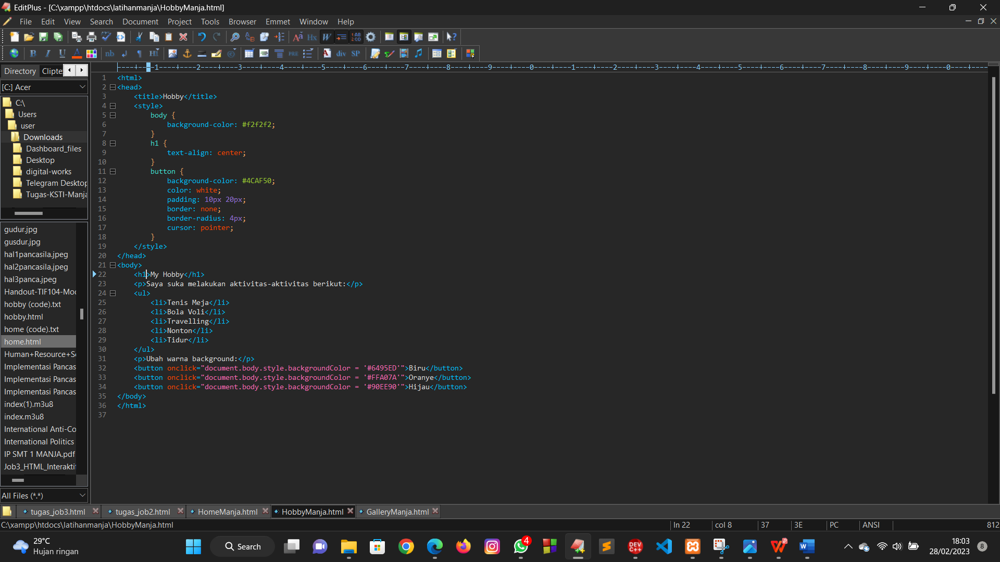 EditPlus - [C:\xampp\htdocs\latihanmanja\HobbyManja.html]
File Edit View Search Document Project Tools Browser Emmet Window Help
Directory Clipte
[C:] Acer
C:\
Users
user
Downloads
Dashboard_files
Desktop
digital-works
Telegram Desktop
Tugas-KSTI-Manja
gudur.jpg
gusdur.jpg
hal1pancasila.jpeg
hal2pancasila.jpeg
hal3panca.jpeg
Handout-TIF104-Mo
hobby (code).txt
hobby.html
home (code).txt
home.html
Human+Resource+S
Implementasi Pancas
Implementasi Pancas
Implementasi Pancas
index(1).m3u8
index.m3u8
International Anti-Co
International Politics
IP SMT 1 MANJA.pdf
Job3_HTML_Interakti
All Files (*.*)
1 <html>
2 <head>
3 <title>Hobby</title>
4 <style>
5 body {
6 background-color: #f2f2f2;
7 }
8 h1 {
9 text-align: center;
10 }
11 button {
12 background-color: #4CAF50;
13 color: white;
14 padding: 10px 20px;
15 border: none;
16 border-radius: 4px;
17 cursor: pointer;
18 }
19 </style>
20 </head>
21 <body>
22 <h1>My Hobby</h1>
23 <p>Saya suka melakukan aktivitas-aktivitas berikut:</p>
24 <ul>
25 <li>Tenis Meja</li>
26 <li>Bola Voli</li>
27 <li>Travelling</li>
28 <li>Nonton</li>
29 <li>Tidur</li>
30 </ul>
31 <p>Ubah warna background:</p>
32 <button onclick="document.body.style.backgroundColor = '#6495ED'">Biru</button>
33 <button onclick="document.body.style.backgroundColor = '#FFA07A'">Oranye</button>
34 <button onclick="document.body.style.backgroundColor = '#90EE90'">Hijau</button>
35 </body>
36 </html>
37
tugas_job3.html tugas_job2.html HomeManja.html HobbyManja.html GalleryManja.html
C:\xampp\htdocs\latihanmanja\HobbyManja.html ln 22 col 8 37 3E PC ANSI 812
29°C
Hujan ringan
Search
4
18:03
28/02/2023
8